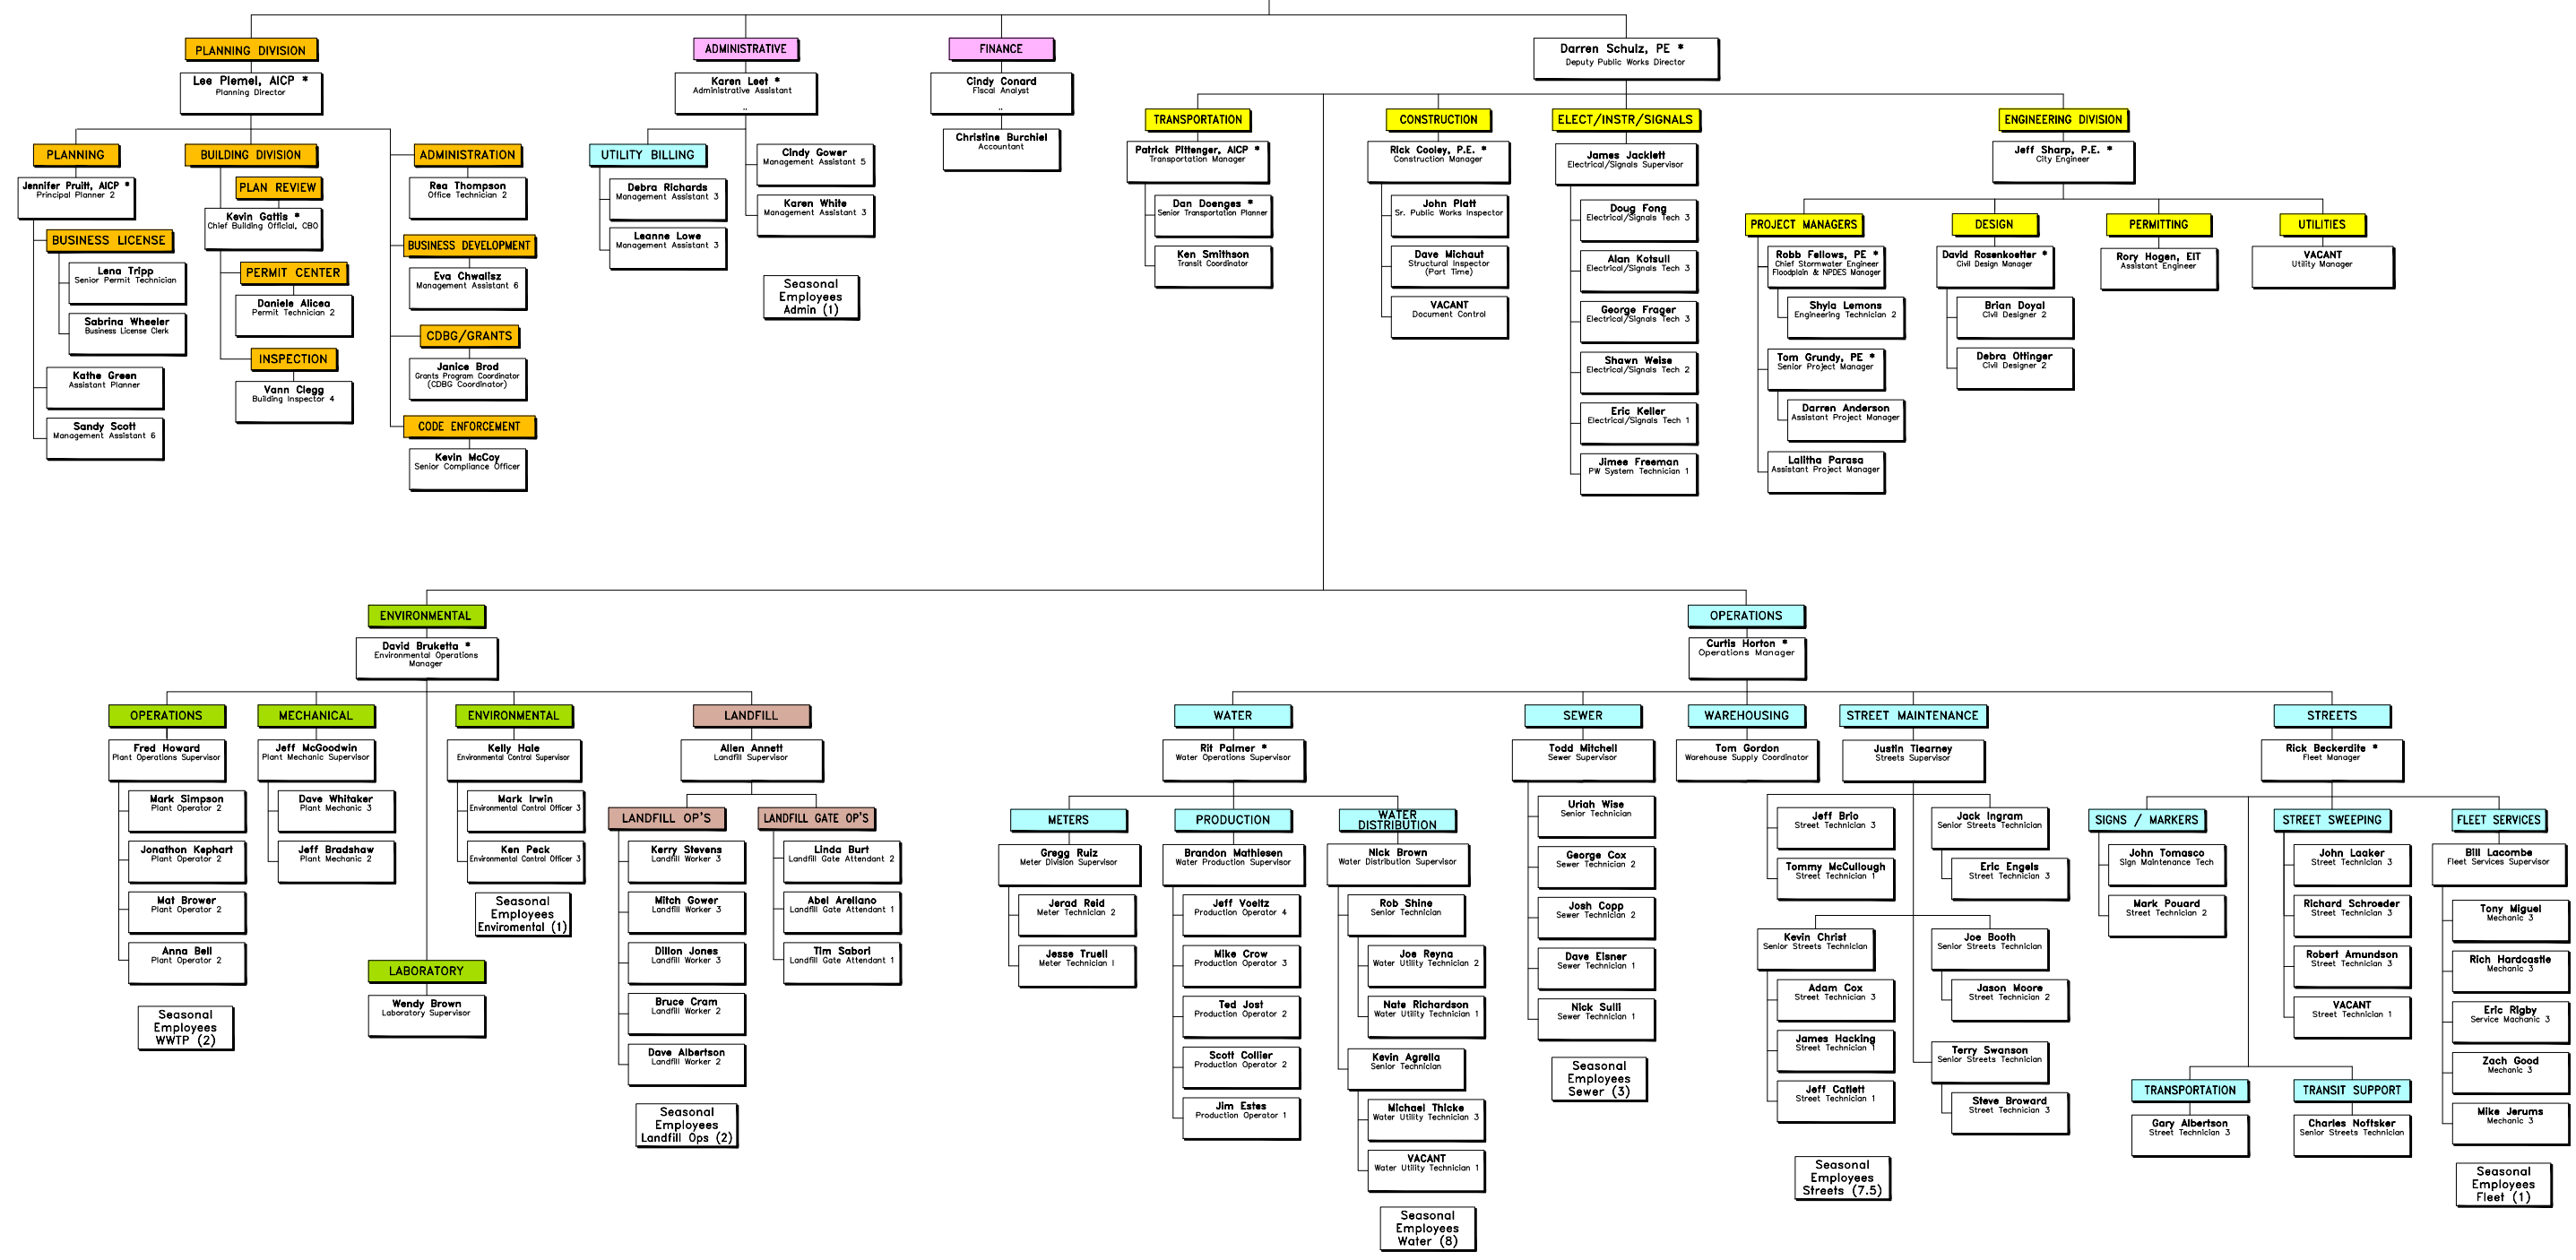 PLANNING DIVISION
Lee Plemel, AICP *
Planning Director
PLANNING
Jennifer Pruitt, AICP *
Principal Planner 2
BUSINESS LICENSE
Lena Tripp
Senior Permit Technician
Sabrina Wheeler
Business License Clerk
Kathe Green
Assistant Planner
Sandy Scott
Management Assistant 6
BUILDING DIVISION
PLAN REVIEW
Kevin Gattis *
Chief Building Official, CBO
PERMIT CENTER
Daniele Alicea
Permit Technician 2
INSPECTION
Vann Clegg
Building Inspector 4
ADMINISTRATION
Rea Thompson
Office Technician 2
BUSINESS DEVELOPMENT
Eva Chwalisz
Management Assistant 6
CDBG/GRANTS
Janice Brod
Grants Program Coordinator
(CDBG Coordinator)
CODE ENFORCEMENT
Kevin McCoy
Senior Compliance Officer
ADMINISTRATIVE
Karen Leet *
Administrative Assistant
..
UTILITY BILLING
Debra Richards
Management Assistant 3
Leanne Lowe
Management Assistant 3
Cindy Gower
Management Assistant 5
Karen White
Management Assistant 3
Seasonal
Employees
Admin (1)
FINANCE
Cindy Conard
Fiscal Analyst
..
Christine Burchiel
Accountant
Darren Schulz, PE *
Deputy Public Works Director
TRANSPORTATION
Patrick Pittenger, AICP *
Transportation Manager
Dan Doenges *
Senior Transportation Planner
Ken Smithson
Transit Coordinator
CONSTRUCTION
Rick Cooley, P.E. *
Construction Manager
John Platt
Sr. Public Works Inspector
Dave Michaut
Structural Inspector
(Part Time)
VACANT
Document Control
ELECT/INSTR/SIGNALS
James Jacklett
Electrical/Signals Supervisor
Doug Fong
Electrical/Signals Tech 3
Alan Kotsull
Electrical/Signals Tech 3
George Frager
Electrical/Signals Tech 3
Shawn Weise
Electrical/Signals Tech 2
Eric Keller
Electrical/Signals Tech 1
Jimee Freeman
PW System Technician 1
ENGINEERING DIVISION
Jeff Sharp, P.E. *
City Engineer
PROJECT MANAGERS
Robb Fellows, PE *
Chief Stormwater Engineer
Floodplain & NPDES Manager
Shyla Lemons
Engineering Technician 2
Tom Grundy, PE *
Senior Project Manager
Darren Anderson
Assistant Project Manager
Lalitha Parasa
Assistant Project Manager
DESIGN
David Rosenkoetter *
Civil Design Manager
Brian Doyal
Civil Designer 2
Debra Ottinger
Civil Designer 2
PERMITTING
Rory Hogen, EIT
Assistant Engineer
UTILITIES
VACANT
Utility Manager
ENVIRONMENTAL
David Bruketta *
Environmental Operations
Manager
OPERATIONS
Fred Howard
Plant Operations Supervisor
Mark Simpson
Plant Operator 2
Jonathon Kephart
Plant Operator 2
Mat Brower
Plant Operator 2
Anna Bell
Plant Operator 2
Seasonal
Employees
WWTP (2)
MECHANICAL
Jeff McGoodwin
Plant Mechanic Supervisor
Dave Whitaker
Plant Mechanic 3
Jeff Bradshaw
Plant Mechanic 2
LABORATORY
Wendy Brown
Laboratory Supervisor
ENVIRONMENTAL
Kelly Hale
Environmental Control Supervisor
Mark Irwin
Environmental Control Officer 3
Ken Peck
Environmental Control Officer 3
Seasonal
Employees
Enviromental (1)
LANDFILL
Allen Annett
Landfill Supervisor
LANDFILL OP'S
Kerry Stevens
Landfill Worker 3
Mitch Gower
Landfill Worker 3
Dillon Jones
Landfill Worker 3
Bruce Cram
Landfill Worker 2
Dave Albertson
Landfill Worker 2
Seasonal
Employees
Landfill Ops (2)
LANDFILL GATE OP'S
Linda Burt
Landfill Gate Attendant 2
Abel Arellano
Landfill Gate Attendant 1
Tim Sabori
Landfill Gate Attendant 1
OPERATIONS
Curtis Horton *
Operations Manager
WATER
Rit Palmer *
Water Operations Supervisor
METERS
Gregg Ruiz
Meter Division Supervisor
Jerad Reid
Meter Technician 2
Jesse Truell
Meter Technician I
PRODUCTION
Brandon Mathiesen
Water Production Supervisor
Jeff Voeltz
Production Operator 4
Mike Crow
Production Operator 3
Ted Jost
Production Operator 2
Scott Collier
Production Operator 2
Jim Estes
Production Operator 1
WATER
DISTRIBUTION
Nick Brown
Water Distribution Supervisor
Rob Shine
Senior Technician
Joe Reyna
Water Utility Technician 2
Nate Richardson
Water Utility Technician 1
Kevin Agrella
Senior Technician
Michael Thicke
Water Utility Technician 3
VACANT
Water Utility Technician 1
Seasonal
Employees
Water (8)
SEWER
Todd Mitchell
Sewer Supervisor
Uriah Wise
Senior Technician
George Cox
Sewer Technician 2
Josh Copp
Sewer Technician 2
Dave Elsner
Sewer Technician 1
Nick Sulli
Sewer Technician 1
Seasonal
Employees
Sewer (3)
WAREHOUSING
Tom Gordon
Warehouse Supply Coordinator
STREET MAINTENANCE
Justin Tiearney
Streets Supervisor
Jeff Brio
Street Technician 3
Tommy McCullough
Street Technician 1
Jack Ingram
Senior Streets Technician
Eric Engels
Street Technician 3
Kevin Christ
Senior Streets Technician
Adam Cox
Street Technician 3
James Hacking
Street Technician 1
Jeff Catlett
Street Technician 1
Joe Booth
Senior Streets Technician
Jason Moore
Street Technician 2
Terry Swanson
Senior Streets Technician
Steve Broward
Street Technician 3
Seasonal
Employees
Streets (7.5)
STREETS
Rick Beckerdite *
Fleet Manager
SIGNS / MARKERS
John Tomasco
Sign Maintenance Tech
Mark Pouard
Street Technician 2
STREET SWEEPING
John Laaker
Street Technician 3
Richard Schroeder
Street Technician 3
Robert Amundson
Street Technician 3
VACANT
Street Technician 1
TRANSPORTATION
Gary Albertson
Street Technician 3
TRANSIT SUPPORT
Charles Noftsker
Senior Streets Technician
FLEET SERVICES
Bill Lacombe
Fleet Services Supervisor
Tony Miguel
Mechanic 3
Rich Hardcastle
Mechanic 3
Eric Rigby
Service Machanic 3
Zach Good
Mechanic 3
Mike Jerums
Mechanic 3
Seasonal
Employees
Fleet (1)